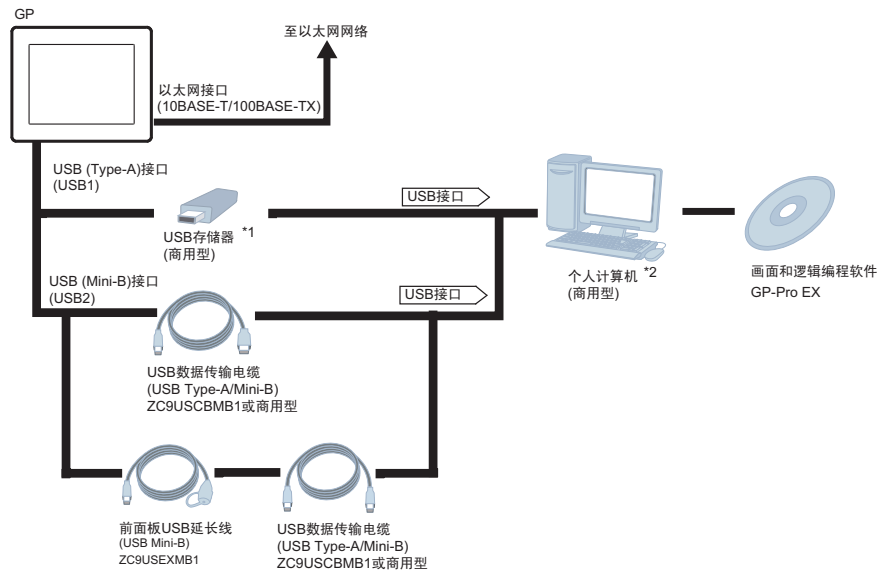 GP
至以太网网络
以太网接口
(10BASE-T/100BASE-TX)
USB (Type-A)接口
(USB1)
USB接口
USB存储器 *1
(商用型)
个人计算机 *2
(商用型)
画面和逻辑编程软件
GP-Pro EX
USB (Mini-B)接口
(USB2)
USB接口
USB数据传输电缆
(USB Type-A/Mini-B)
ZC9USCBMB1或商用型
前面板USB延长线
(USB Mini-B)
ZC9USEXMB1
USB数据传输电缆
(USB Type-A/Mini-B)
ZC9USCBMB1或商用型